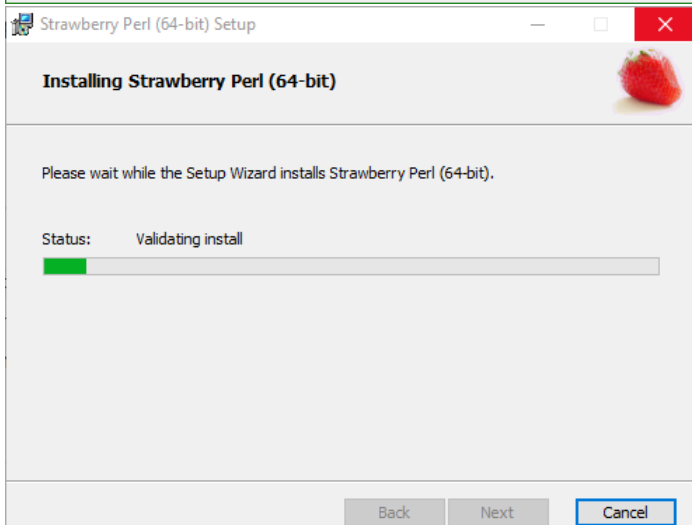 Strawberry Perl (64-bit) Setup
Installing Strawberry Perl (64-bit)
Please wait while the Setup Wizard installs Strawberry Perl (64-bit).
Status: Validating install
Back Next Cancel